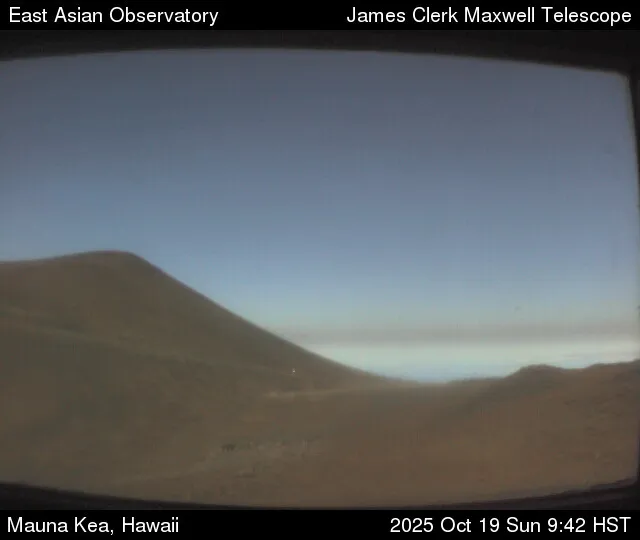 East Asian Observatory
James Clerk Maxwell Telescope
Mauna Kea, Hawaii
2025 Oct 19 Sun 9:42 HST